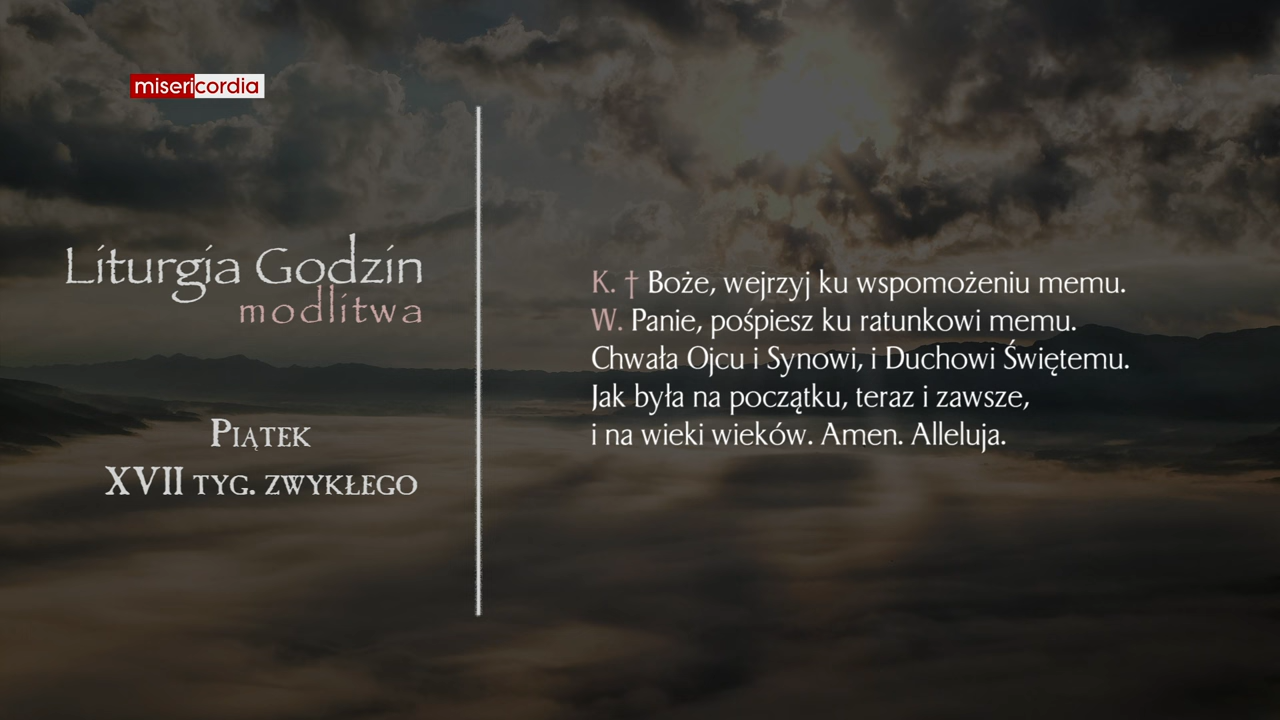 misericordia
Liturgia Godzin
modlitwa
Piątek
XVII tyg. zwykłego
K. † Boże, wejrzyj ku wspomożeniu memu.
W. Panie, pośpiesz ku ratunkowi memu.
Chwała Ojcu i Synowi, i Duchowi Świętemu.
Jak była na początku, teraz i zawsze,
i na wieki wieków. Amen. Alleluja.